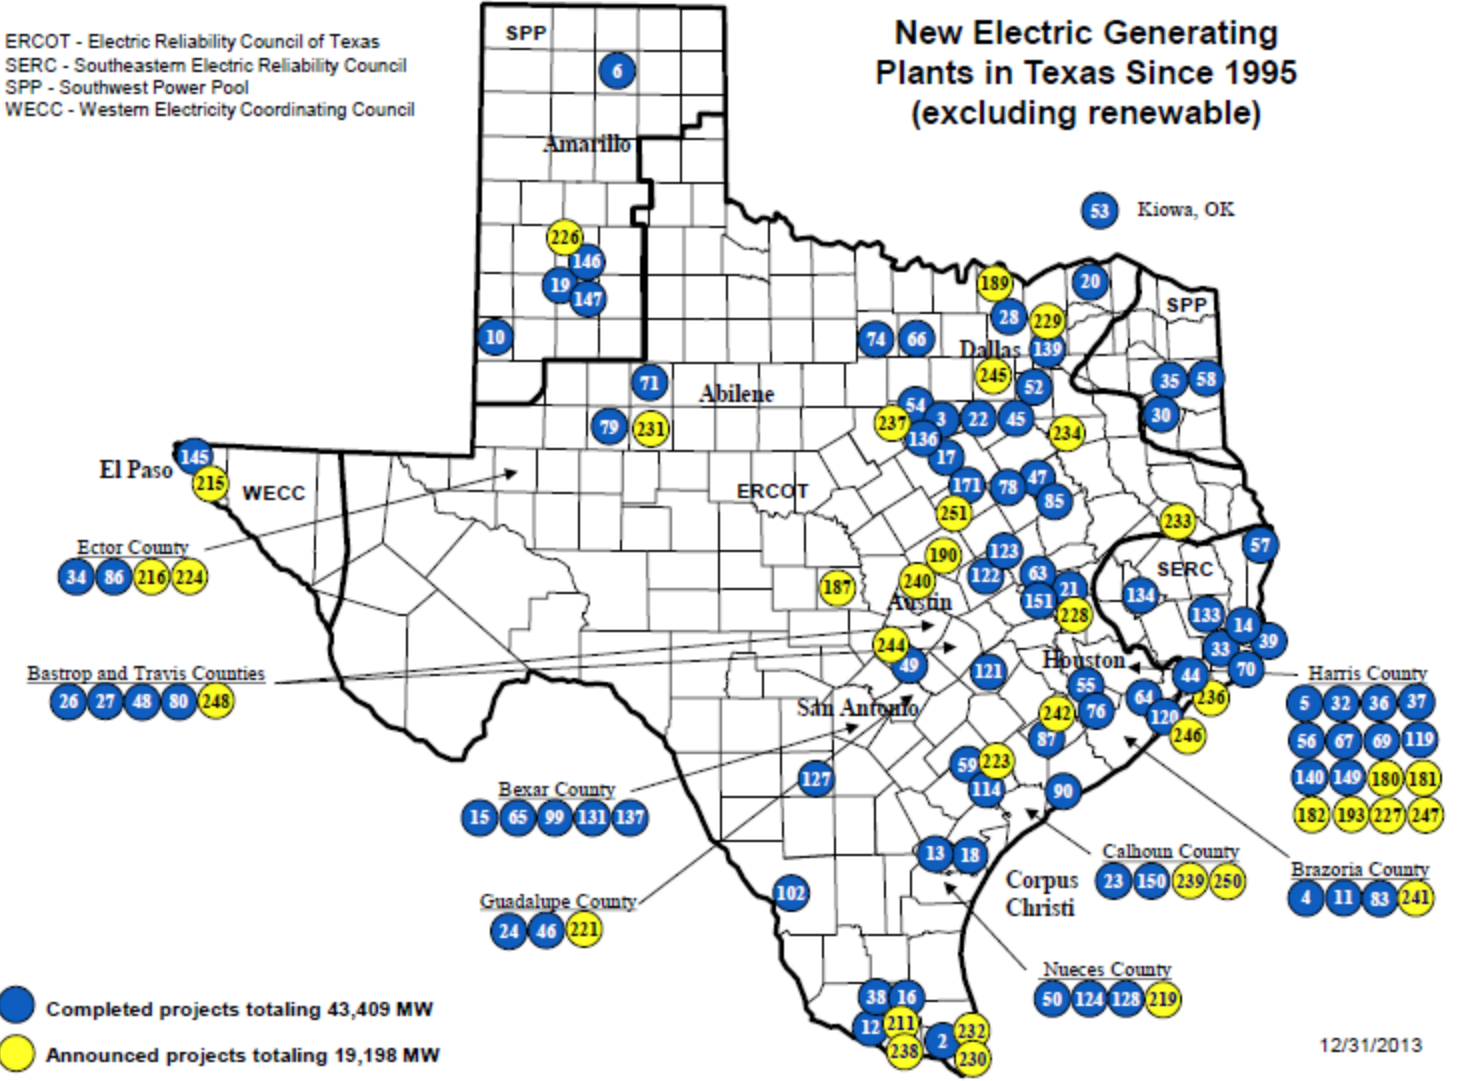 New Electric Generating
Plants in Texas Since 1995
(excluding renewable)
ERCOT - Electric Reliability Council of Texas
SERC - Southeastern Electric Reliability Council
SPP - Southwest Power Pool
WECC - Western Electricity Coordinating Council
SPP
6
Amarillo
53 Kiowa, OK
226
146
19
147
10
189
20
28
229
SPP
74 66
Dallas 139
245
52
35 58
71
Abilene
54
3 22 45
30
79 231
237
136
234
17
145
El Paso
215
WECC
ERCOT
171 78 47
85
251
233
57
Ector County
34 86 216 224
190
123
122
63
21
SERC
187
240
Austin
151
228
134
133
14
39
33
70
244
49
121
Houston
44
Bastrop and Travis Counties
26 27 48 80 248
55
64
236
San Antonio
242 76
120
246
87
Harris County
5 32 36 37
56 67 69 119
140 149 180 181
182 193 227 247
127
59 223
114
90
Bexar County
15 65 99 131 137
13 18
Calhoun County
23 150 239 250
Brazoria County
4 11 83 241
Corpus
Christi
102
Guadalupe County
24 46 221
Nueces County
50 124 128 219
38 16
12 211
238
2
232
230
Completed projects totaling 43,409 MW
Announced projects totaling 19,198 MW
12/31/2013